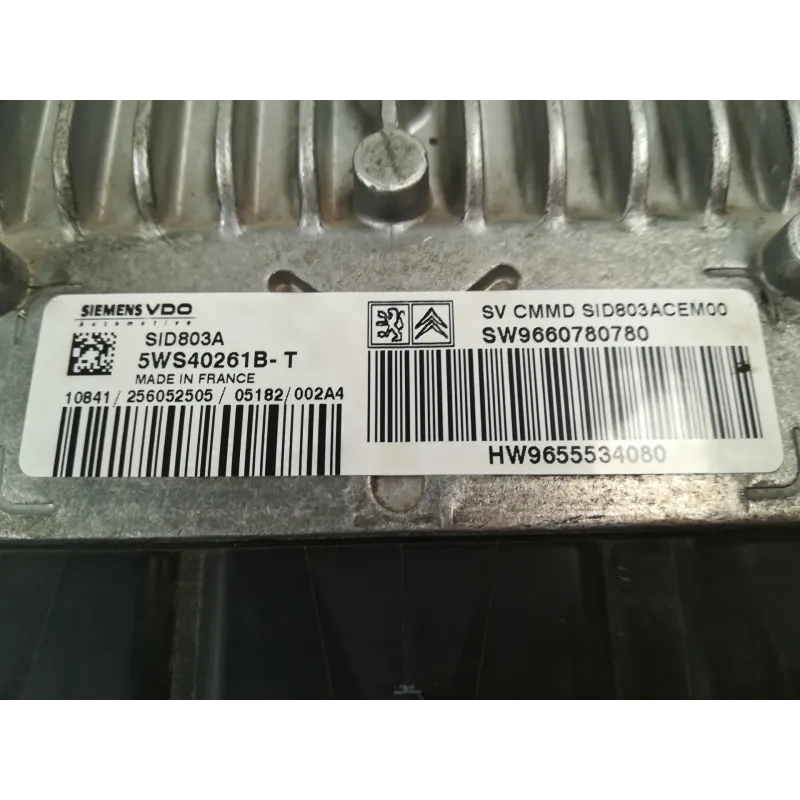 SIEMENS VDO
Automotive
SID803A
5WS40261B-T
MADE IN FRANCE
10841/256052505/05182/002A4
SV CMMD SID803ACEM00
SW9660780780
HW9655534080